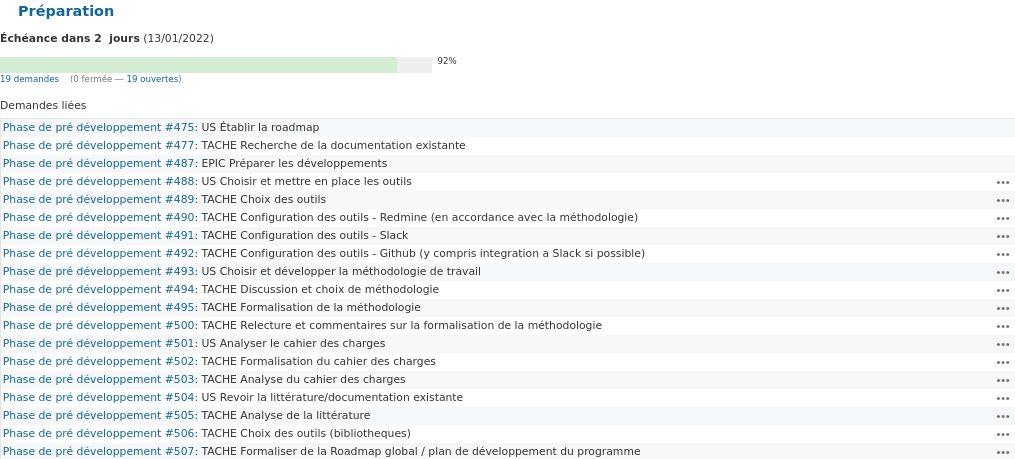 Préparation
Échéance dans 2 jours (13/01/2022)
92%
19 demandes (0 fermée — 19 ouvertes)
Demandes liées
Phase de pré développement #475: US Établir la roadmap
Phase de pré développement #477: TACHE Recherche de la documentation existante
Phase de pré développement #487: EPIC Préparer les développements
Phase de pré développement #488: US Choisir et mettre en place les outils
Phase de pré développement #489: TACHE Choix des outils
Phase de pré développement #490: TACHE Configuration des outils - Redmine (en accordance avec la méthodologie)
Phase de pré développement #491: TACHE Configuration des outils - Slack
Phase de pré développement #492: TACHE Configuration des outils - Github (y compris integration a Slack si possible)
Phase de pré développement #493: US Choisir et développer la méthodologie de travail
Phase de pré développement #494: TACHE Discussion et choix de méthodologie
Phase de pré développement #495: TACHE Formalisation de la méthodologie
Phase de pré développement #500: TACHE Relecture et commentaires sur la formalisation de la méthodologie
Phase de pré développement #501: US Analyser le cahier des charges
Phase de pré développement #502: TACHE Formalisation du cahier des charges
Phase de pré développement #503: TACHE Analyse du cahier des charges
Phase de pré développement #504: US Revoir la littérature/documentation existante
Phase de pré développement #505: TACHE Analyse de la littérature
Phase de pré développement #506: TACHE Choix des outils (bibliotheques)
Phase de pré développement #507: TACHE Formaliser de la Roadmap global / plan de développement du programme